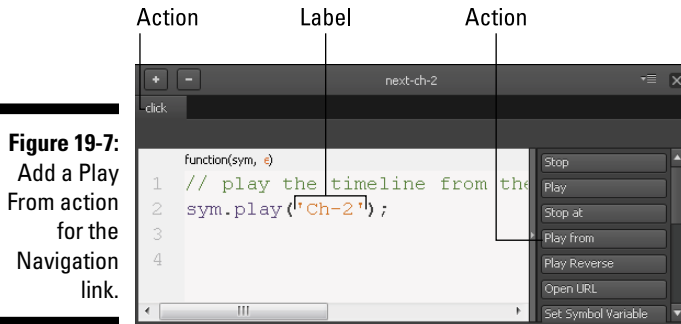 Action Label Action
+ - next-ch-2
click
function(sym, e)
1 // play the timeline from the
2 sym.play('Ch-2');
3
4
Stop
Play
Stop at
Play from
Play Reverse
Open URL
Set Symbol Variable
Figure 19-7:
Add a Play
From action
for the
Navigation
link.